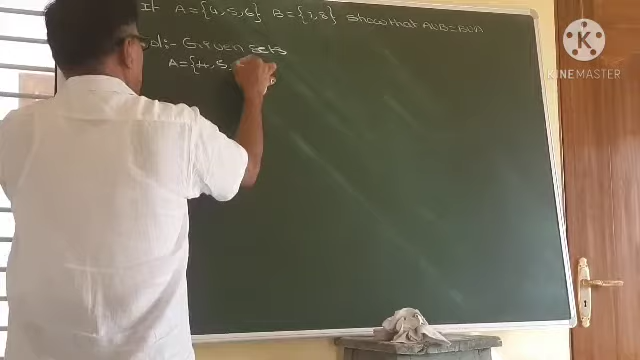 If A={4,5,6} B={7,8} show that A∪B=B∪A
Sol:- Given sets
A={4,5,
KINEMASTER